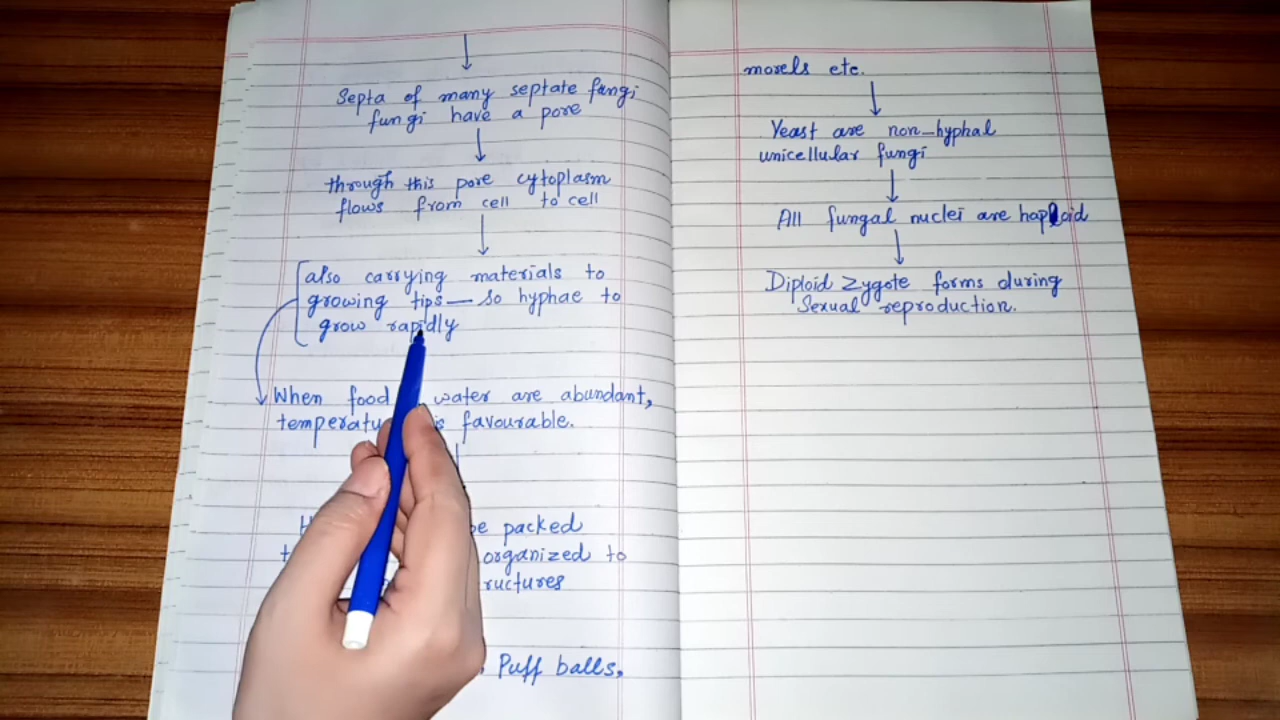 Septa of many septate fungi
fungi have a pore
through this pore cytoplasm
flows from cell to cell
also carrying materials to
growing tips — so hyphae to
grow rapidly
When food water are abundant,
is favourable.
packed
organized to
Puff balls,
morels etc.
Yeast are non-hyphal
unicellular fungi
All fungal nuclei are haploid
Diploid Zygote forms during
Sexual reproduction.